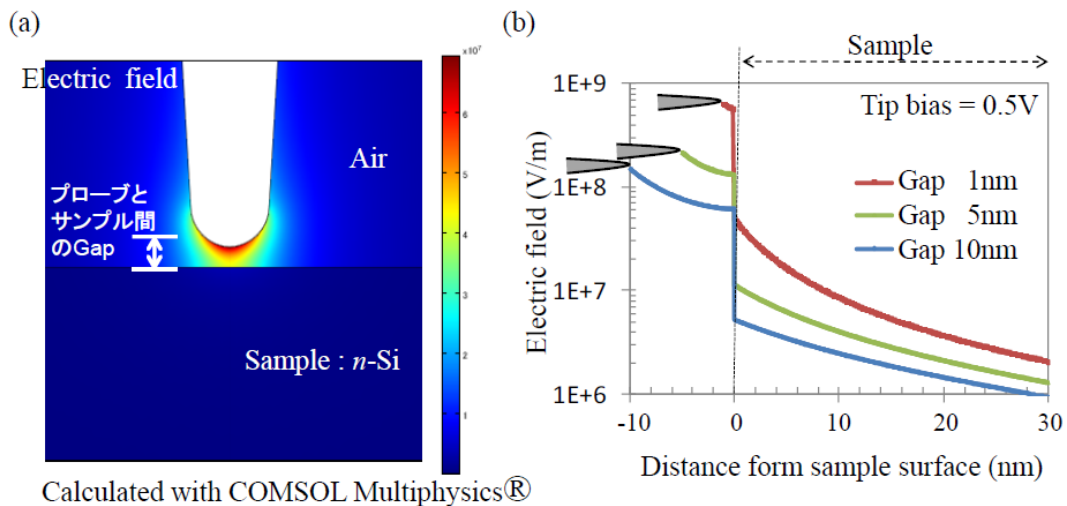 (a)
Electric field
Air
プローブと
サンプル間
のGap
Sample : n-Si
×10⁷
7
6
5
4
3
2
1
Calculated with COMSOL Multiphysics®
(b)
Sample
Tip bias = 0.5V
Gap 1nm
Gap 5nm
Gap 10nm
Electric field (V/m)
1E+9
1E+8
1E+7
1E+6
-10 0 10 20 30
Distance form sample surface (nm)